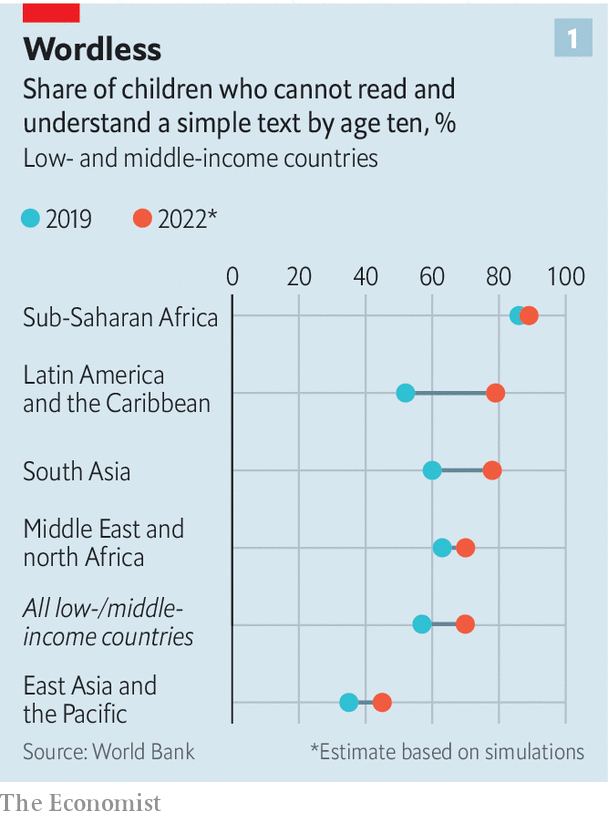 1
Wordless
Share of children who cannot read and
understand a simple text by age ten, %
Low- and middle-income countries
2019 2022*
0 20 40 60 80 100
Sub-Saharan Africa
Latin America
and the Caribbean
South Asia
Middle East and
north Africa
All low-/middle-
income countries
East Asia and
the Pacific
Source: World Bank *Estimate based on simulations
The Economist